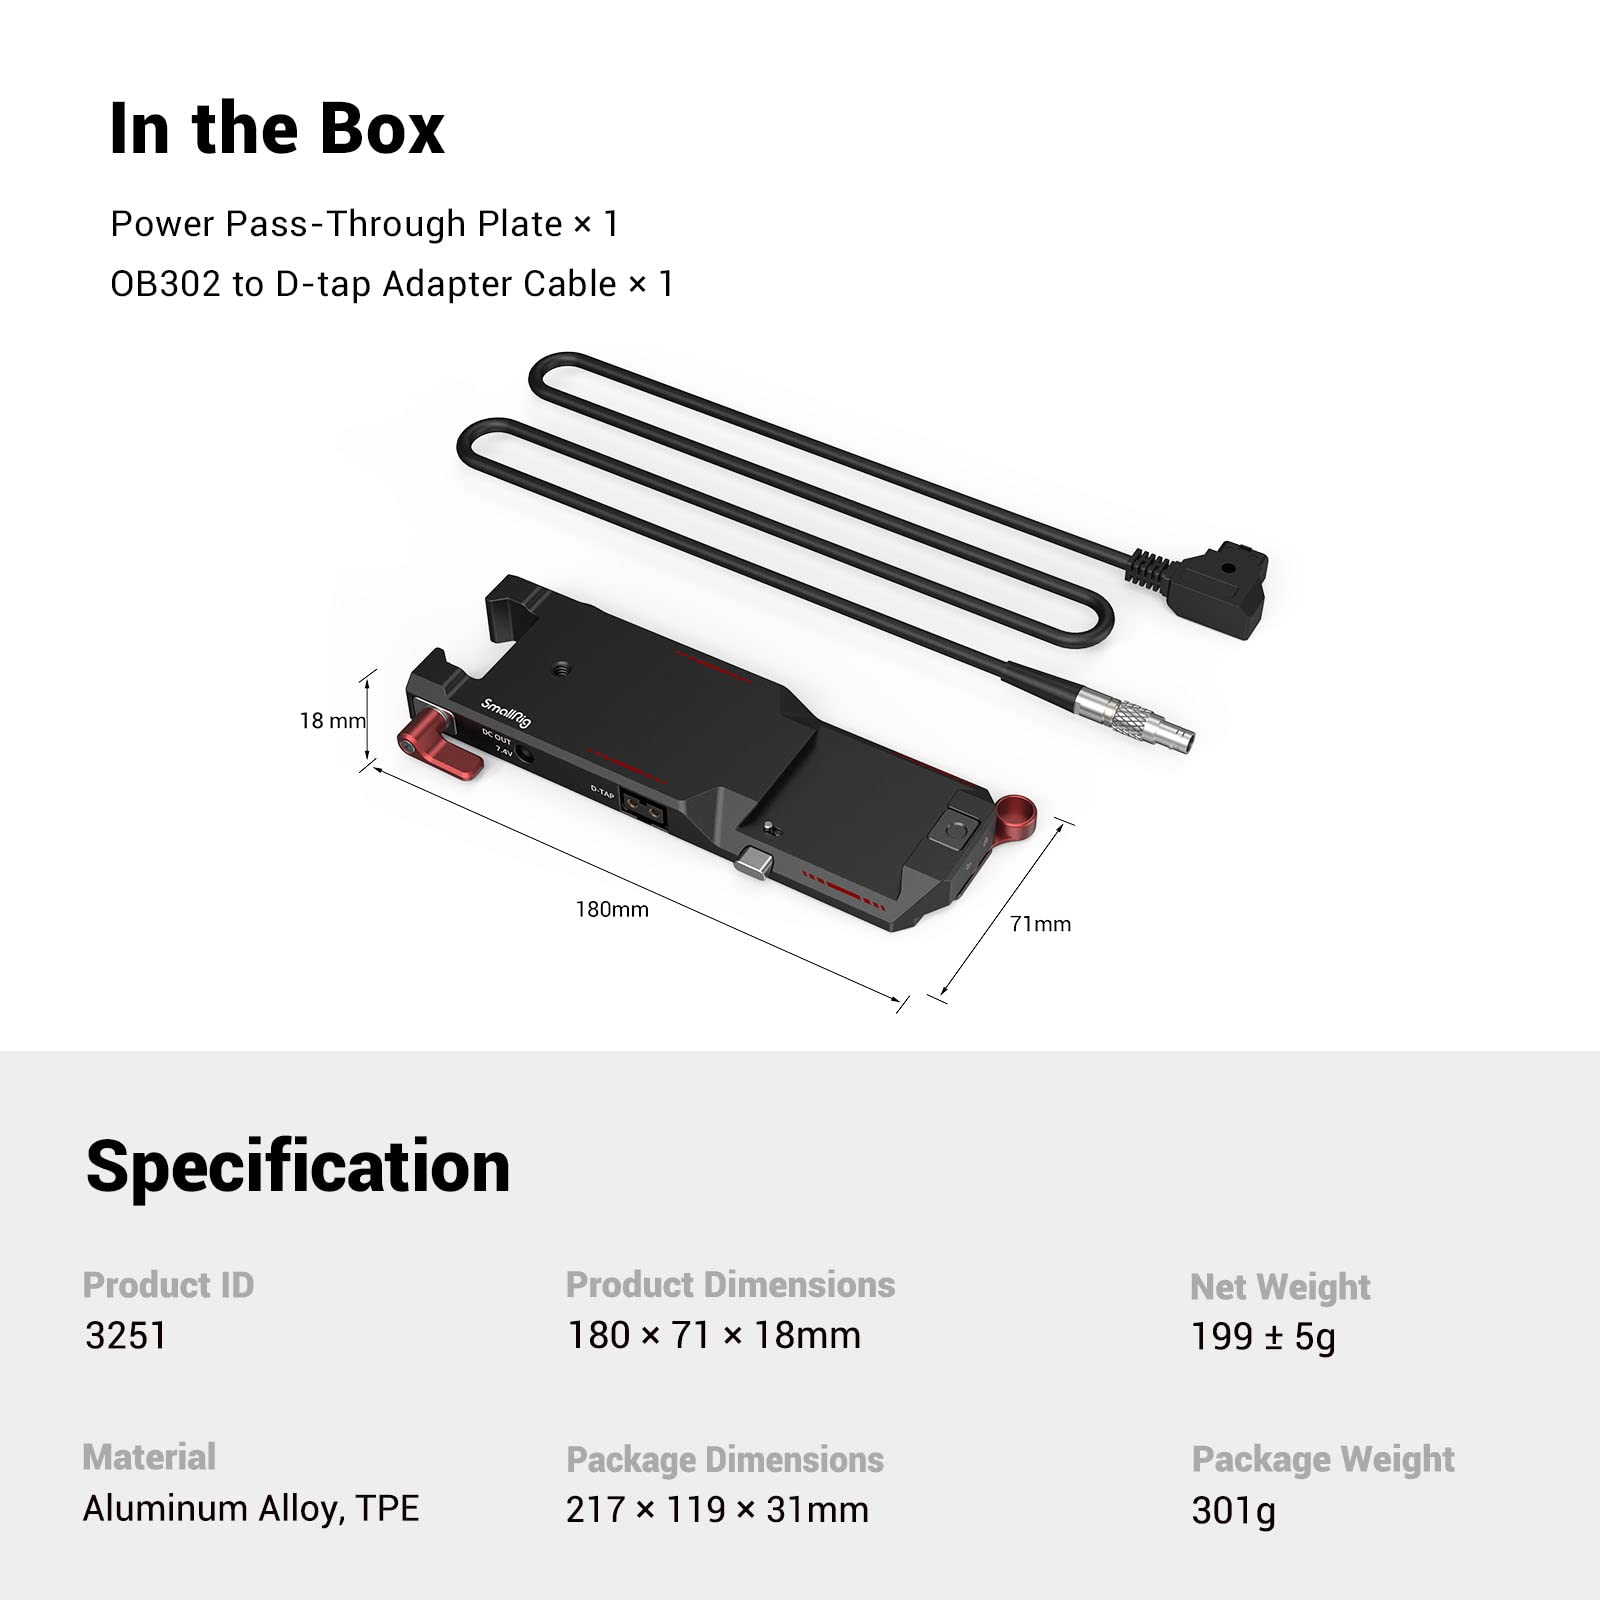 In the Box
Power Pass-Through Plate × 1
OB302 to D-tap Adapter Cable × 1
18 mm
SmallRig
DC OUT
7.4V
D-TAP
180mm
71mm
Specification
Product ID
3251
Product Dimensions
180 × 71 × 18mm
Net Weight
199 ± 5g
Material
Aluminum Alloy, TPE
Package Dimensions
217 × 119 × 31mm
Package Weight
301g